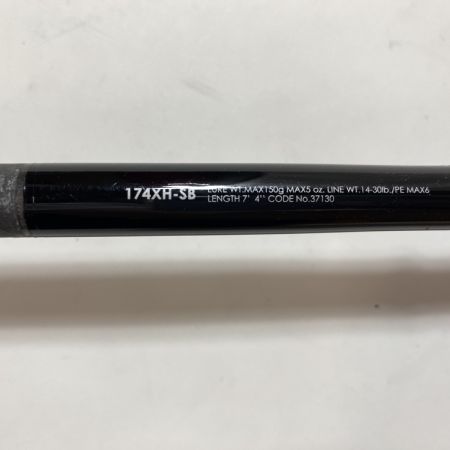 174XH-SB LURE WT.MAX150g MAX5 oz. LINE WT.14-30lb./PE MAX6
LENGTH 7' 4'' CODE No.37130